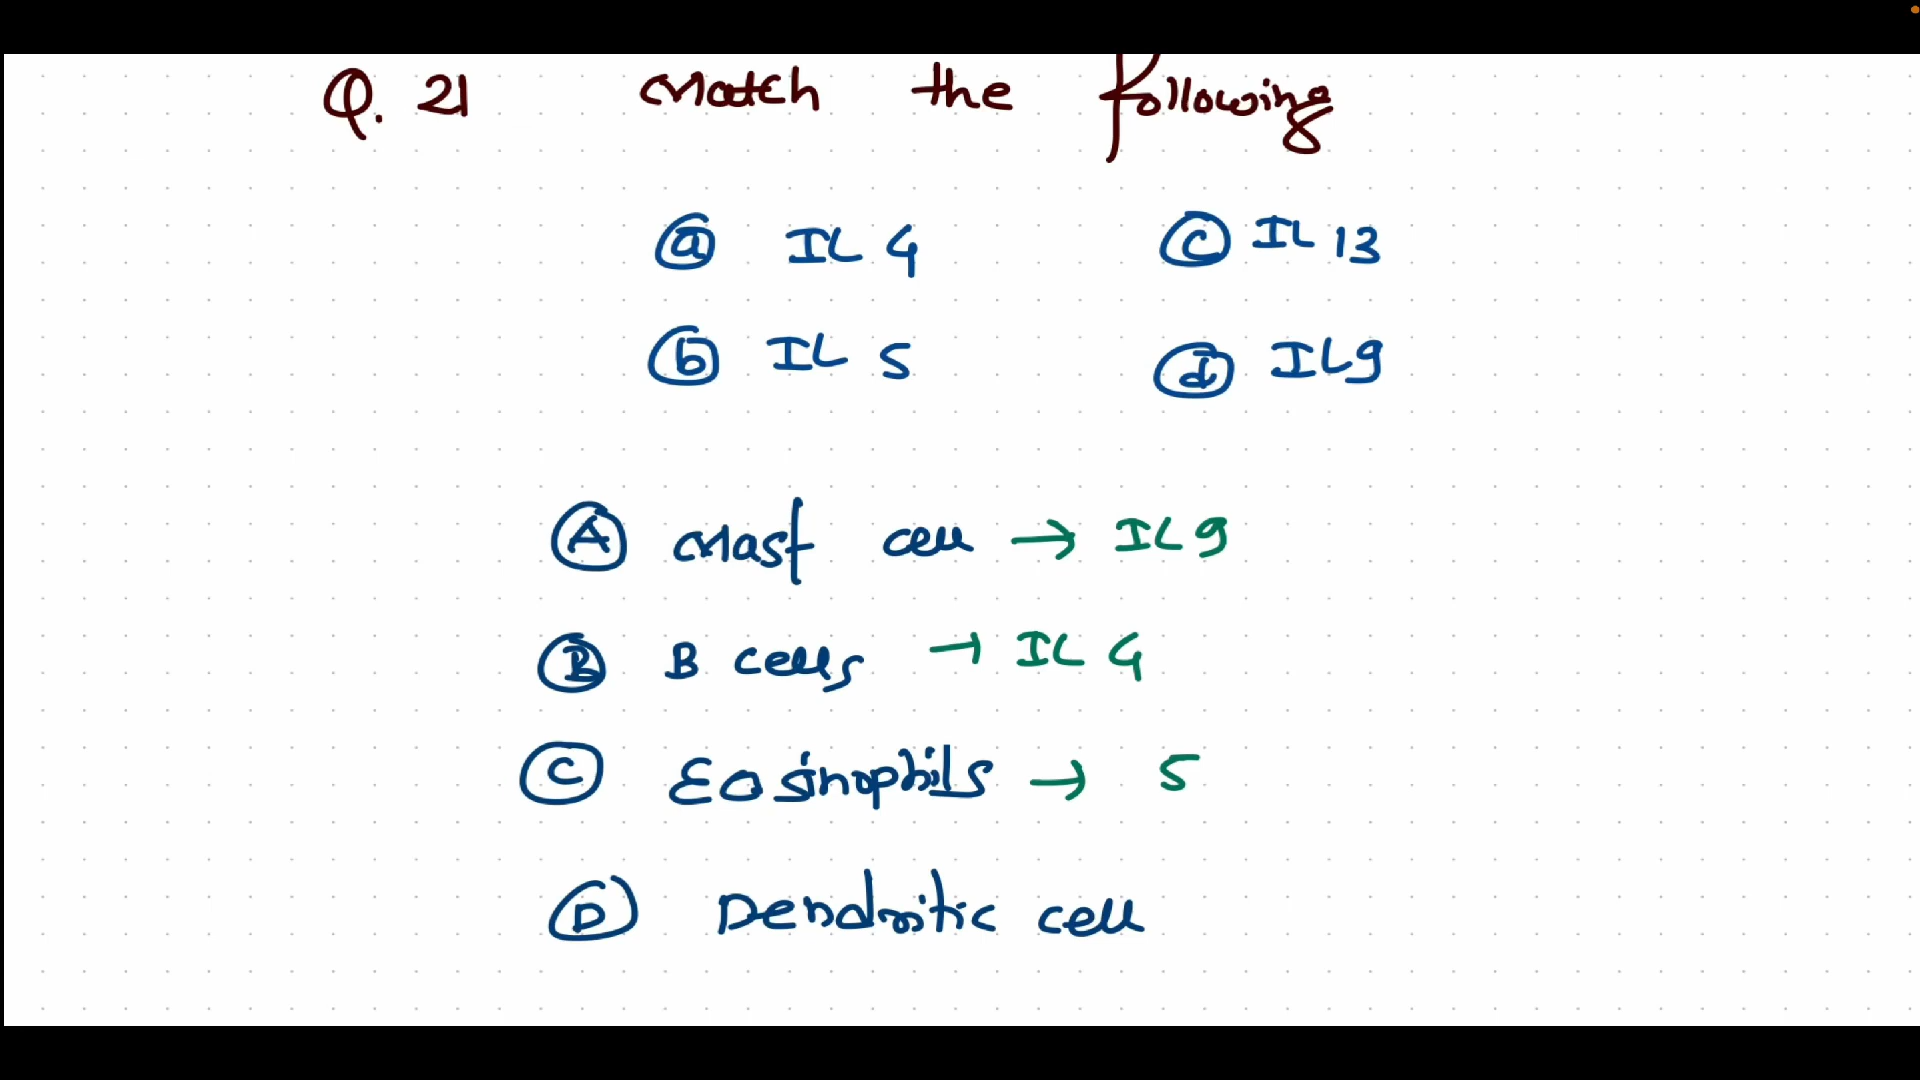 Q. 21 Match the following
a IL 4 c IL 13
b IL 5 d IL9
A Mast cell → IL9
B B cells → IL 4
C Eosinophils → 5
D Dendritic cell